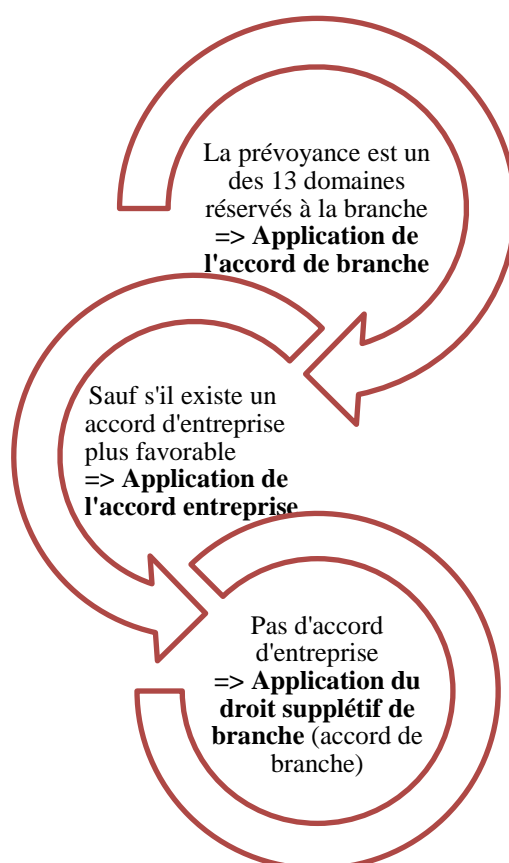 La prévoyance est un
des 13 domaines
réservés à la branche
=> Application de
l'accord de branche
Sauf s'il existe un
accord d'entreprise
plus favorable
=> Application de
l'accord entreprise
Pas d'accord
d'entreprise
=> Application du
droit supplétif de
branche (accord de
branche)